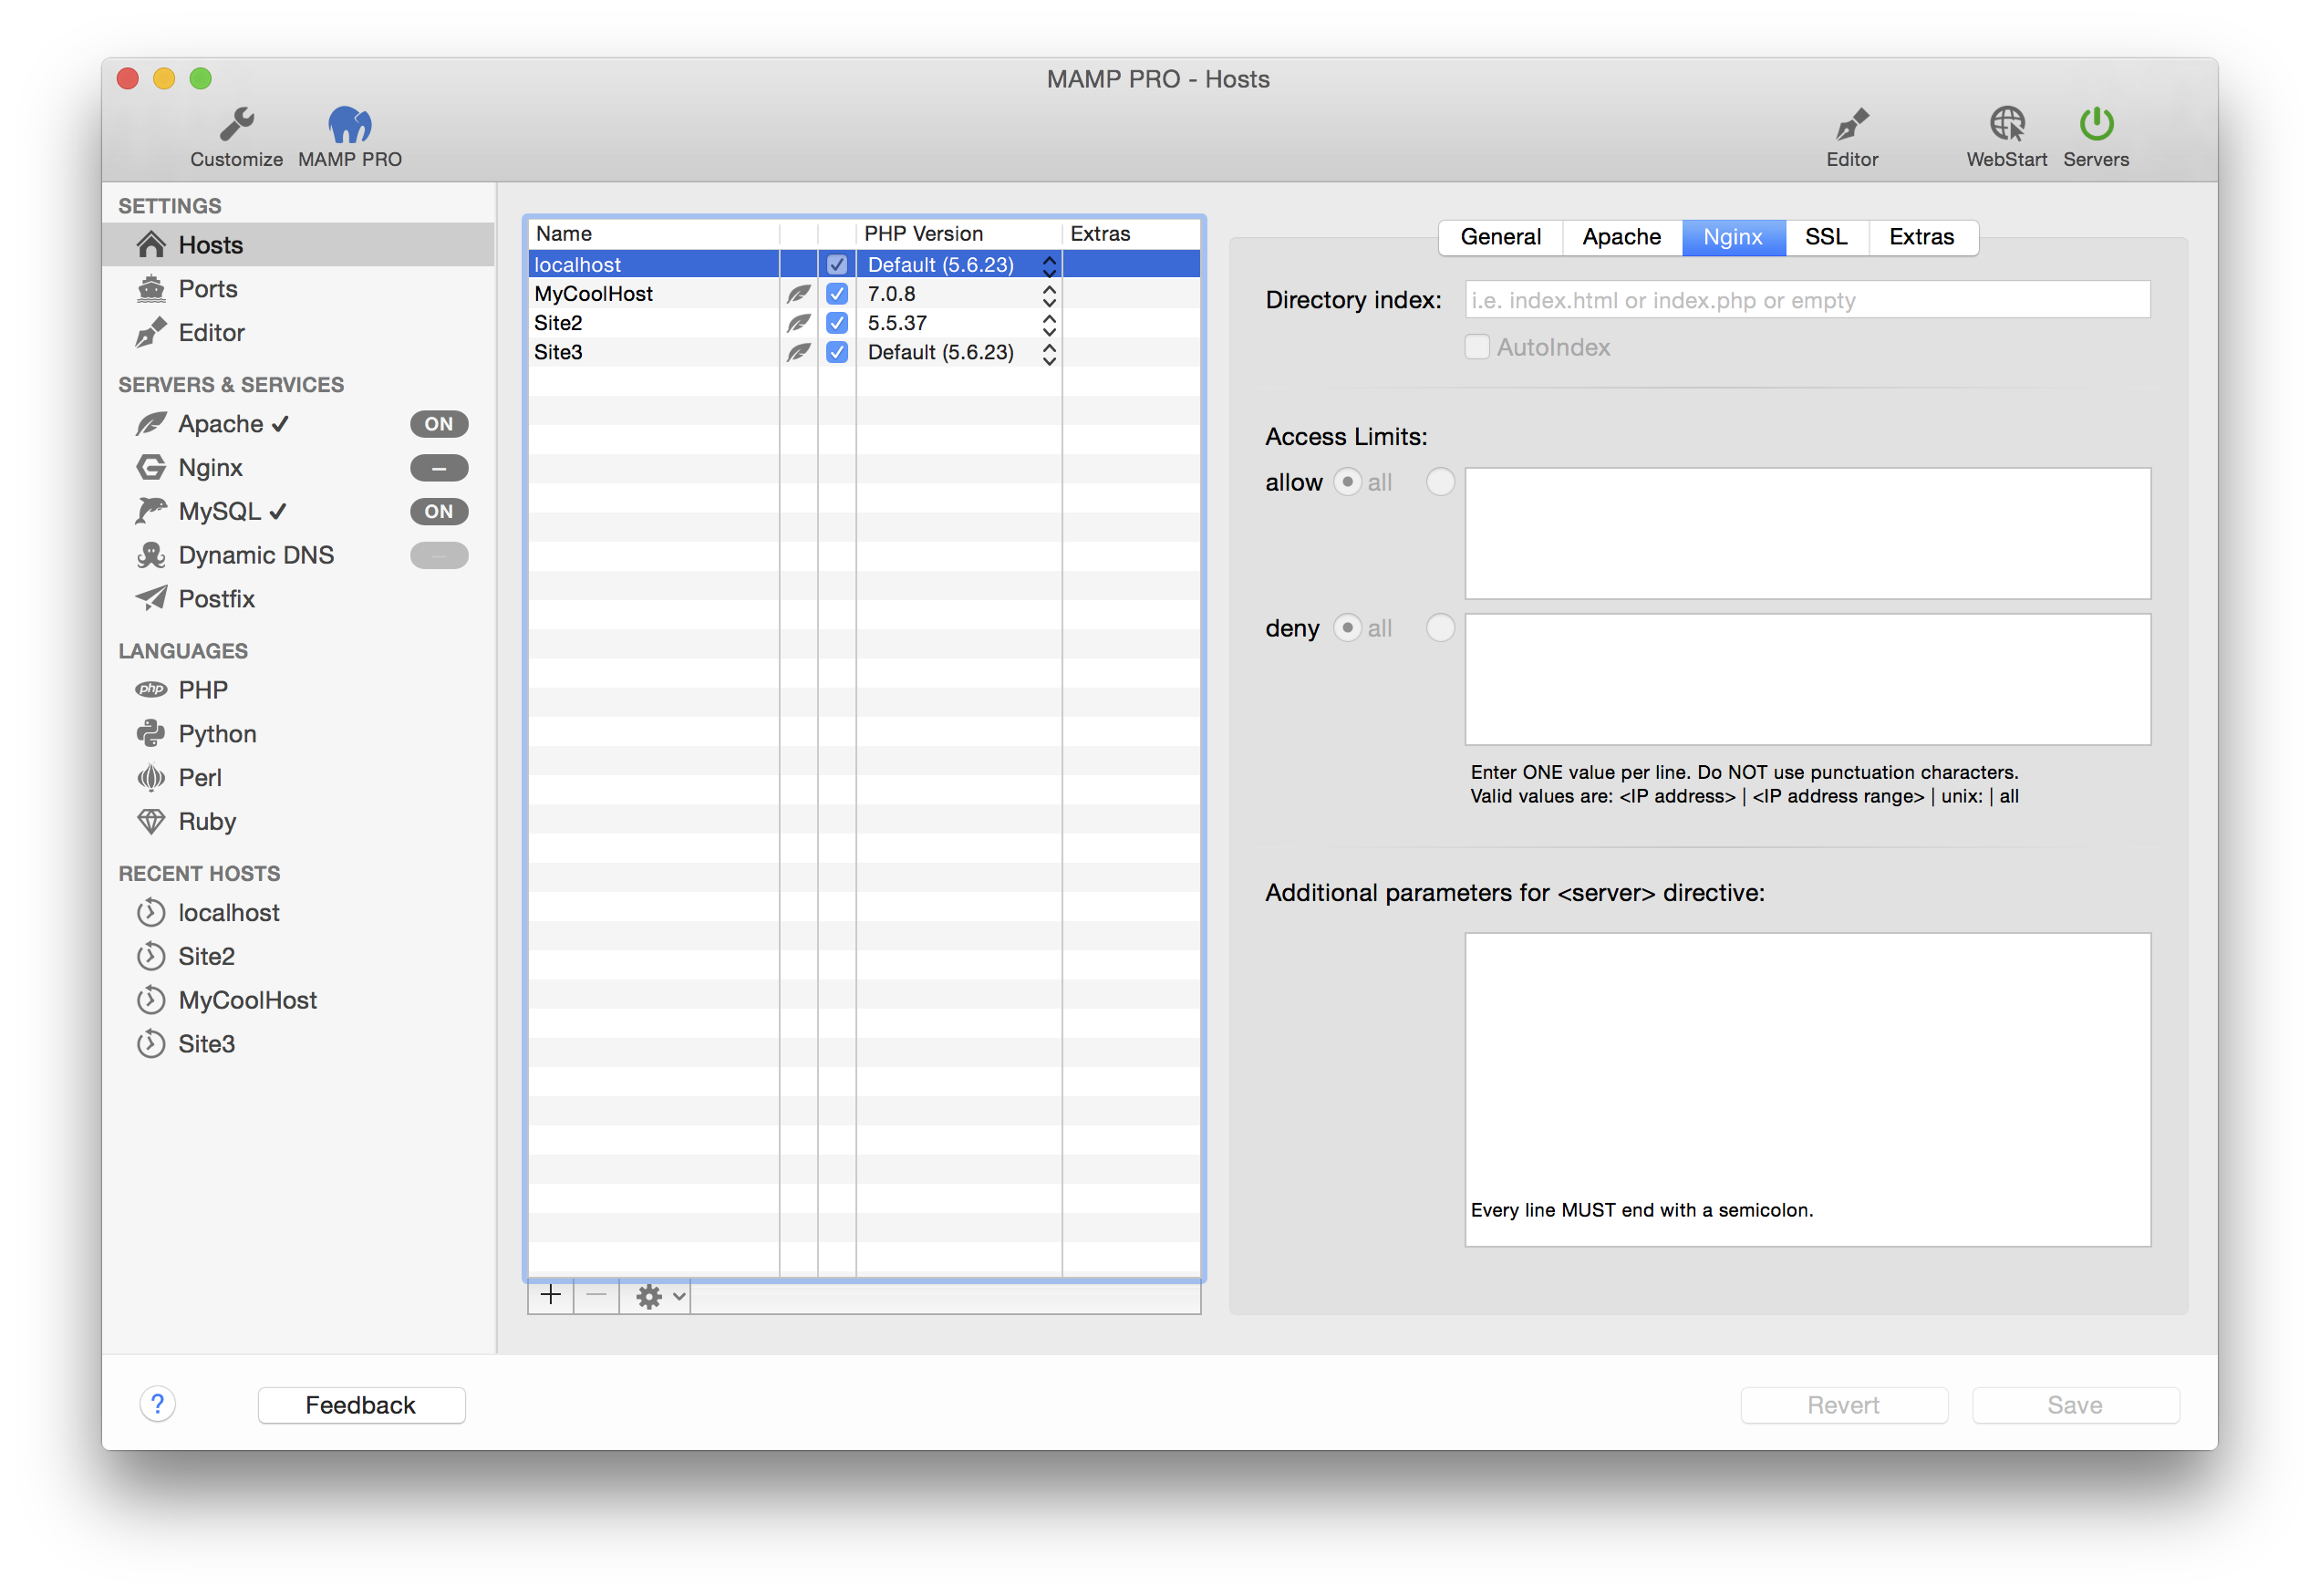 MAMP PRO - Hosts
Customize
MAMP PRO
Editor
WebStart
Servers
SETTINGS
Hosts
Ports
Editor
SERVERS & SERVICES
Apache ✓ ON
Nginx –
MySQL ✓ ON
Dynamic DNS –
Postfix
LANGUAGES
php PHP
Python
Perl
Ruby
RECENT HOSTS
localhost
Site2
MyCoolHost
Site3
Name PHP Version Extras
localhost Default (5.6.23)
MyCoolHost 7.0.8
Site2 5.5.37
Site3 Default (5.6.23)
General Apache Nginx SSL Extras
Directory index: i.e. index.html or index.php or empty
AutoIndex
Access Limits:
allow all
deny all
Enter ONE value per line. Do NOT use punctuation characters.
Valid values are: <IP address> | <IP address range> | unix: | all
Additional parameters for <server> directive:
Every line MUST end with a semicolon.
? Feedback Revert Save